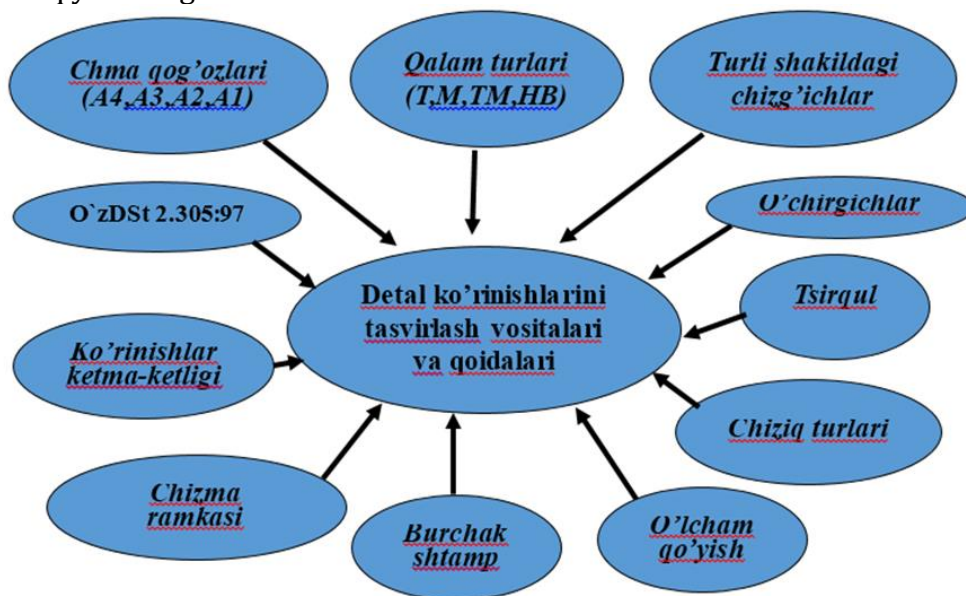 Chma qog’ozlari
(A4,A3,A2,A1)
Qalam turlari
(T,M,TM,HB)
Turli shakildagi
chizg’ichlar
O`zDSt 2.305:97
O’chirgichlar
Detal ko’rinishlarini
tasvirlash vositalari
va qoidalari
Tsirqul
Ko’rinishlar
ketma-ketligi
Chiziq turlari
Chizma
ramkasi
Burchak
shtamp
O’lcham
qo’yish